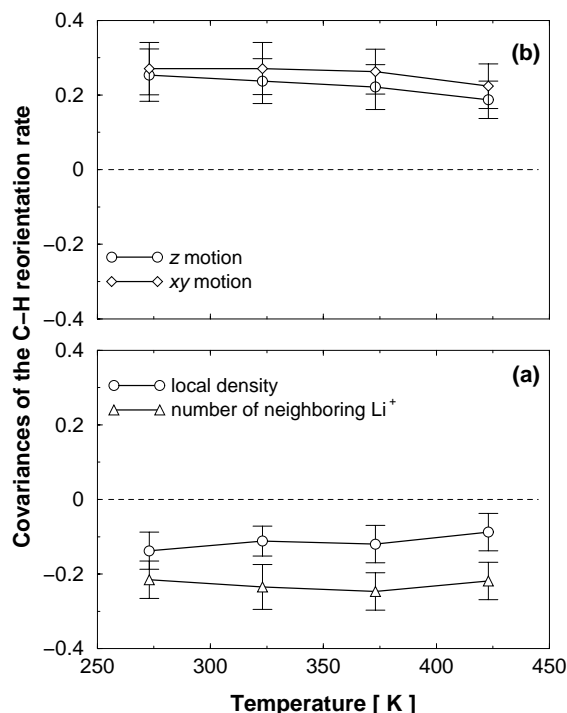 Covariances of the C−H reorientation rate
0.4
(b)
0.2
0
−0.2
z motion
xy motion
−0.4
0.4
(a)
local density
number of neighboring Li+
0.2
0
−0.2
−0.4
250 300 350 400 450
Temperature [ K ]